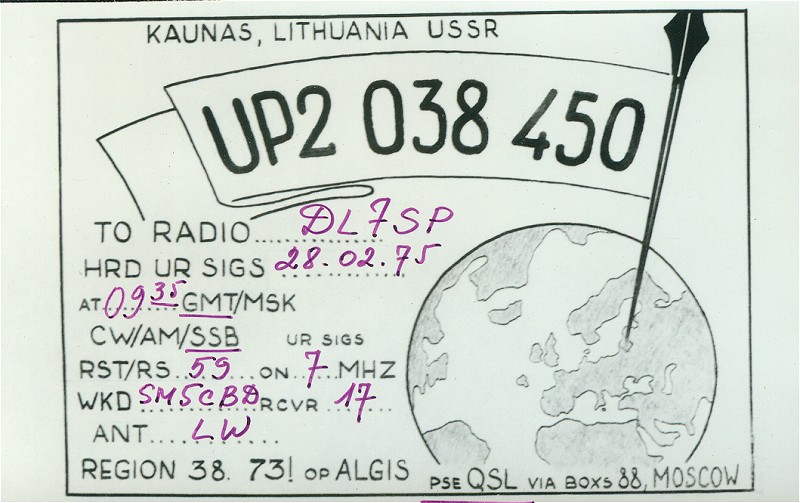 KAUNAS, LITHUANIA USSR
UP2 038 450
TO RADIO....DL7SP
HRD UR SIGS 28.02.75
AT 09 35 GMT/MSK
CW/AM/SSB UR SIGS
RST/RS..59...ON..7.MHZ
WKD SM5CBD RCVR 17
ANT....LW.....
REGION 38. 73! OP ALGIS PSE QSL VIA BOXS 88, MOSCOW